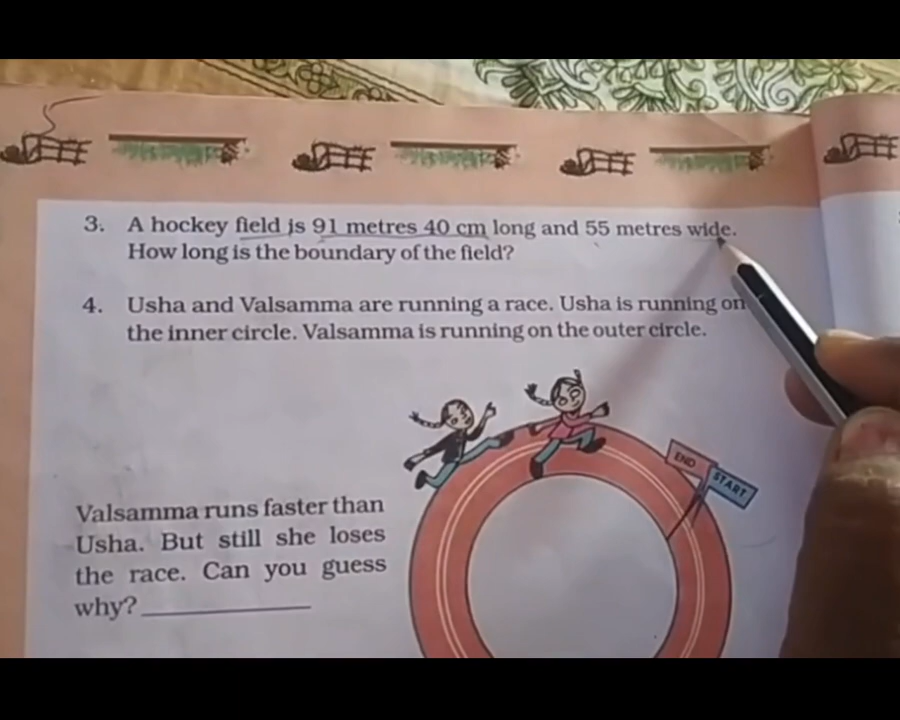 3. A hockey field is 91 metres 40 cm long and 55 metres wide.
How long is the boundary of the field?
4. Usha and Valsamma are running a race. Usha is running on
the inner circle. Valsamma is running on the outer circle.
END
START
Valsamma runs faster than
Usha. But still she loses
the race. Can you guess
why?